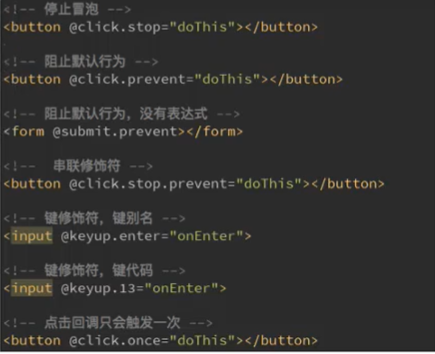 <!-- 停止冒泡 -->
<button @click.stop="doThis"></button>
<!-- 阻止默认行为 -->
<button @click.prevent="doThis"></button>
<!-- 阻止默认行为，没有表达式 -->
<form @submit.prevent></form>
<!--  串联修饰符 -->
<button @click.stop.prevent="doThis"></button>
<!-- 键修饰符，键别名 -->
<input @keyup.enter="onEnter">
<!-- 键修饰符，键代码 -->
<input @keyup.13="onEnter">
<!-- 点击回调只会触发一次 -->
<button @click.once="doThis"></button>